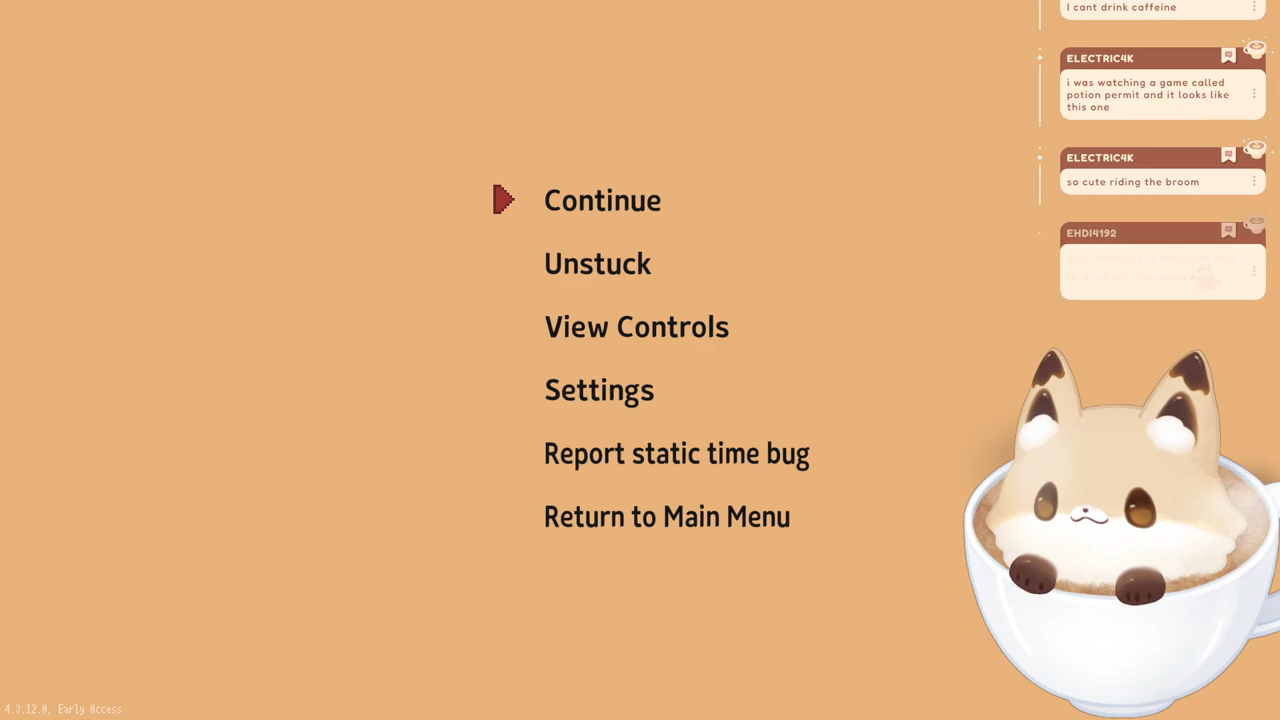 I cant drink caffeine
ELECTRIC4K
i was watching a game called
potion permit and it looks like
this one
ELECTRIC4K
so cute riding the broom
EHDI4192
Continue
Unstuck
View Controls
Settings
Report static time bug
Return to Main Menu
4.3.12.0, Early Access